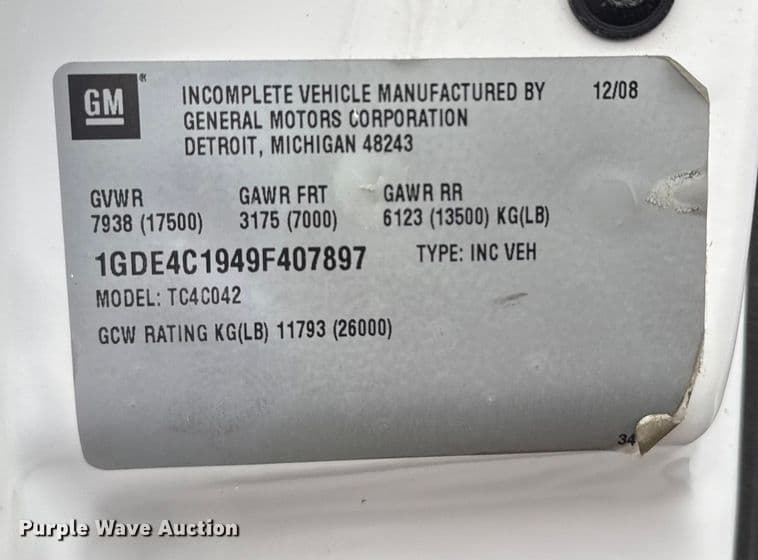 GM
INCOMPLETE VEHICLE MANUFACTURED BY 12/08
GENERAL MOTORS CORPORATION
DETROIT, MICHIGAN 48243
GVWR GAWR FRT GAWR RR
7938 (17500) 3175 (7000) 6123 (13500) KG(LB)
1GDE4C1949F407897 TYPE: INC VEH
MODEL: TC4C042
GCW RATING KG(LB) 11793 (26000)
34
Purple Wave Auction